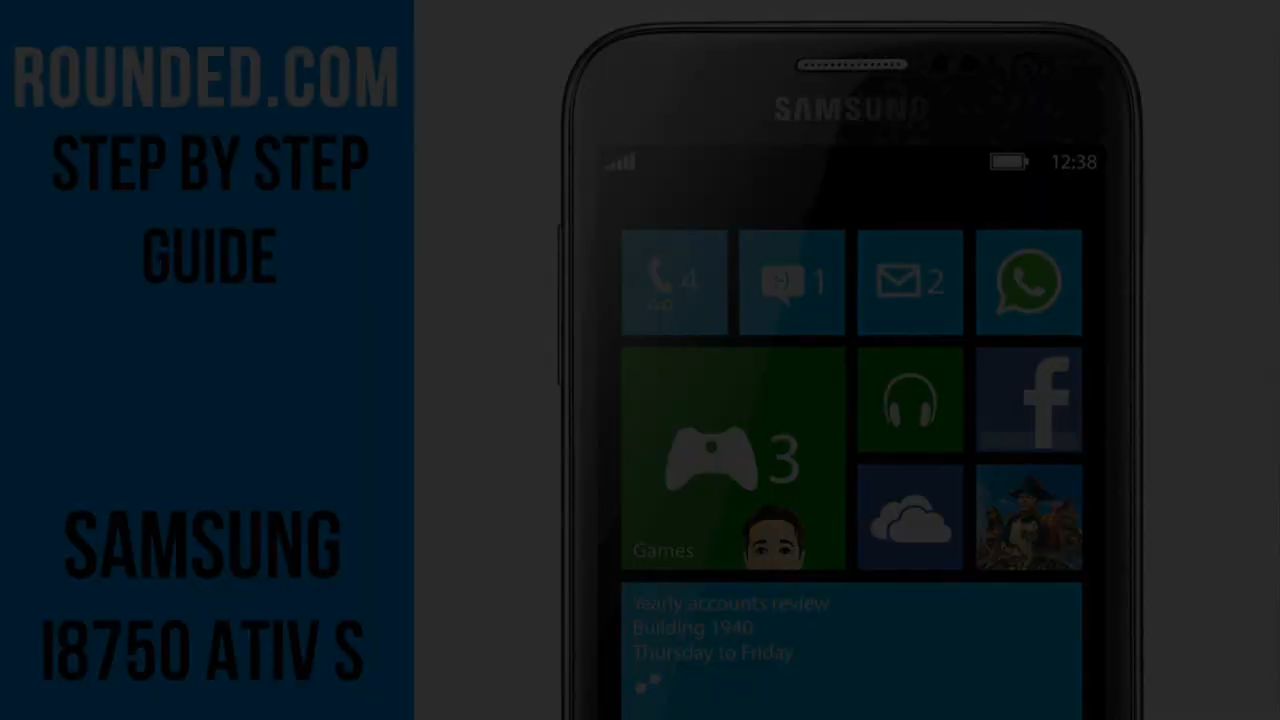 ROUNDED.COM
STEP BY STEP
GUIDE
SAMSUNG
I8750 ATIV S
SAMSUNG
12:38
4
:) 1
2
3
Games
f
Yearly accounts review
Building 1940
Thursday to Friday